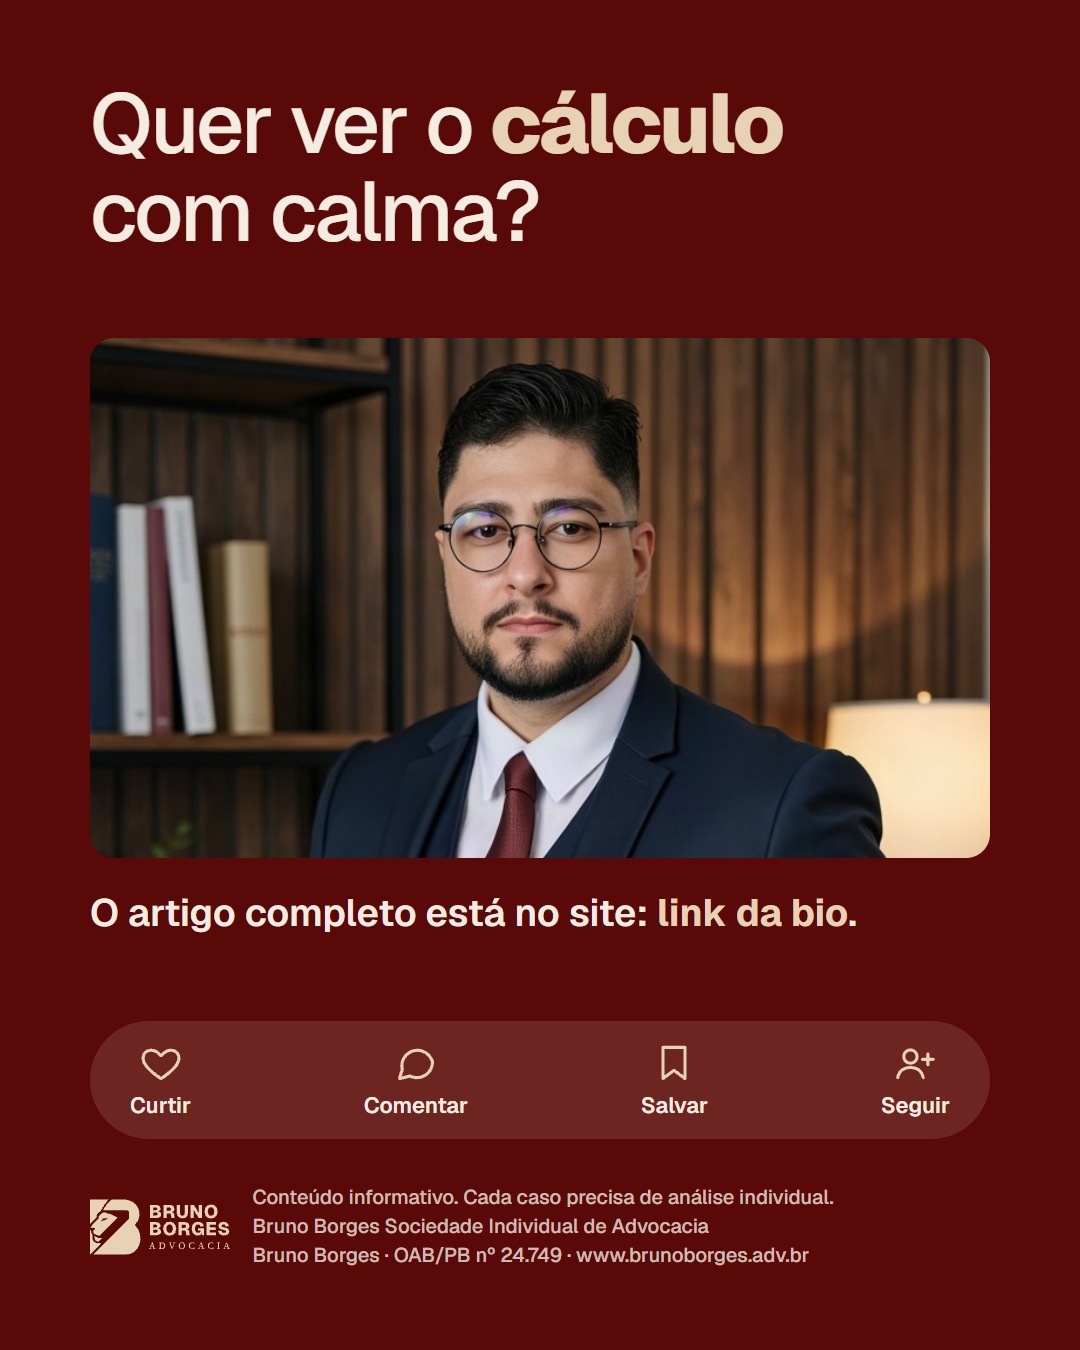 Quer ver o cálculo
com calma?
O artigo completo está no site: link da bio.
Curtir
Comentar
Salvar
Seguir
BRUNO
BORGES
ADVOCACIA
Conteúdo informativo. Cada caso precisa de análise individual.
Bruno Borges Sociedade Individual de Advocacia
Bruno Borges · OAB/PB nº 24.749 · www.brunoborges.adv.br